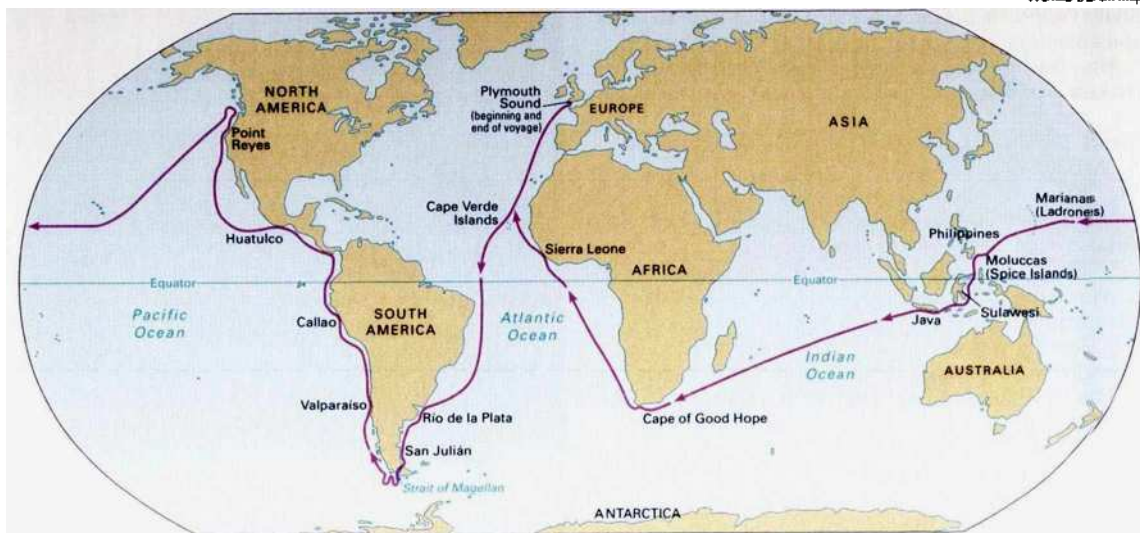 NORTH
AMERICA
Point
Reyes
Plymouth
Sound
(beginning and
end of voyage)
EUROPE
ASIA
Cape Verde
Islands
Sierra Leone
AFRICA
Marianas
(Ladrones)
Philippines
Moluccas
(Spice Islands)
Huatulco
Equator
Equator
Pacific
Ocean
Callao
SOUTH
AMERICA
Atlantic
Ocean
Java
Sulawesi
Indian
Ocean
AUSTRALIA
Valparaíso
Río de la Plata
Cape of Good Hope
San Julián
Strait of Magellan
ANTARCTICA